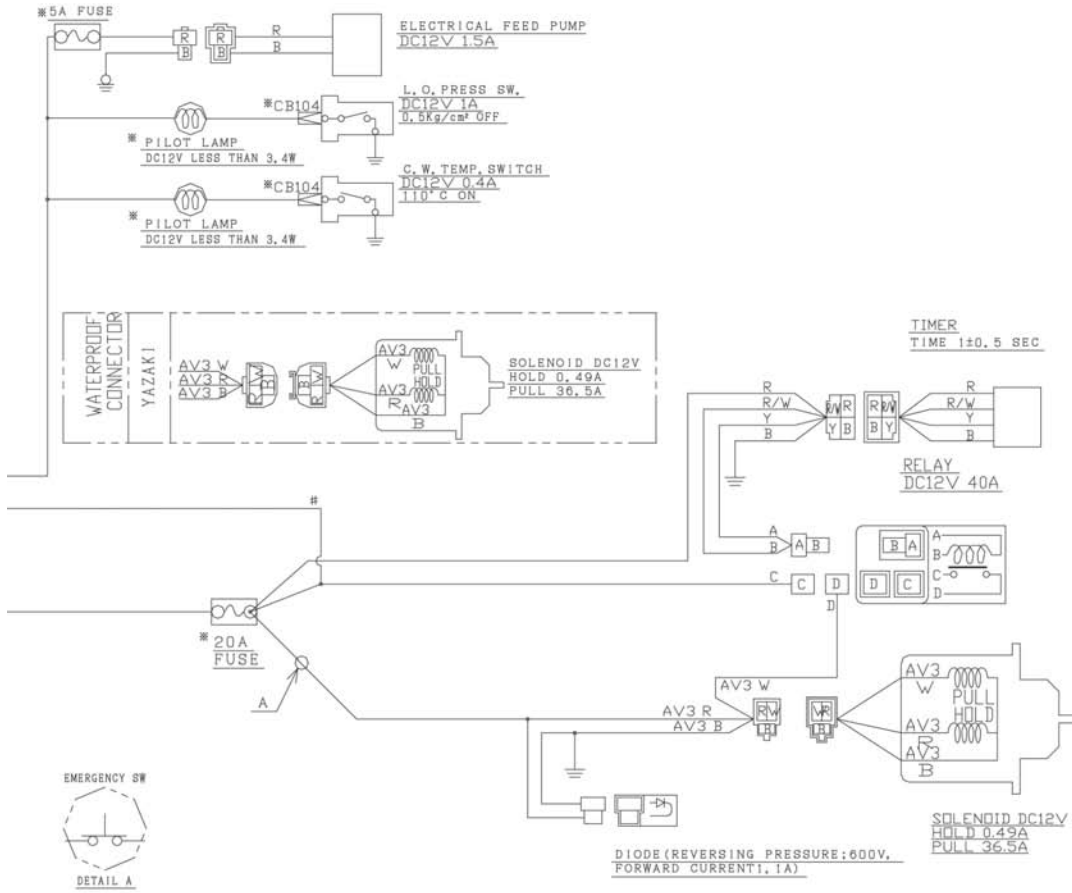 ※5A FUSE
R
B
R
B
R
B
ELECTRICAL FEED PUMP
DC12V 1.5A
※CB104
L.O.PRESS SW.
DC12V 1A
0.5Kg/cm² OFF
※ PILOT LAMP
DC12V LESS THAN 3.4W
※CB104
C.W.TEMP.SWITCH
DC12V 0.4A
110°C ON
※ PILOT LAMP
DC12V LESS THAN 3.4W
WATERPROOF
CONNECTOR
YAZAKI
AV3 W
AV3 R
AV3 B
R W
B
B
R W
AV3
W
AV3
R
AV3
B
PULL
HOLD
SOLENOID DC12V
HOLD 0.49A
PULL 36.5A
TIMER
TIME 1±0.5 SEC
R
R/W
Y
B
R/W R
Y B
R R/W
B Y
R
R/W
Y
B
RELAY
DC12V 40A
#
A
B
A B
B A
A
B
C
D
C
C
D
D C
D
※ 20A
FUSE
A
AV3 W
AV3 R
AV3 B
R W
B
W R
B
AV3
W
AV3
R
AV3
B
PULL
HOLD
EMERGENCY SW
DETAIL A
SOLENOID DC12V
HOLD 0.49A
PULL 36.5A
DIODE(REVERSING PRESSURE;600V,
FORWARD CURRENT1.1A)